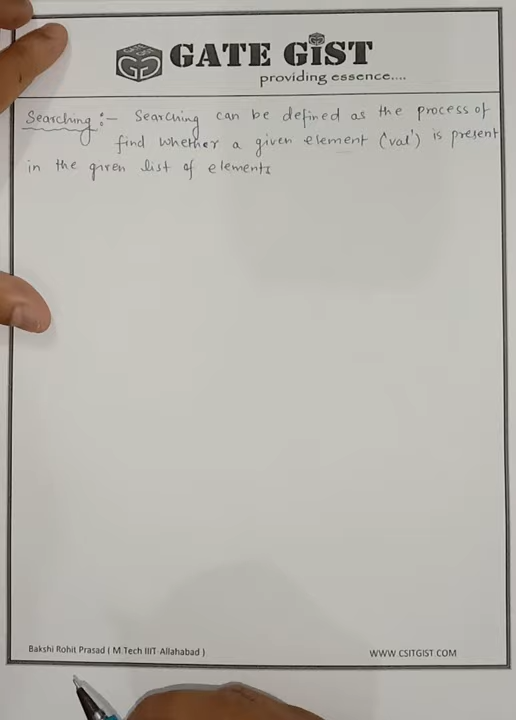 GATE GiST
providing essence....
Searching :- Searching can be defined as the process of
find whether a given element ('val') is present
in the given list of elements
Bakshi Rohit Prasad ( M.Tech IIIT-Allahabad )
WWW.CSITGIST.COM